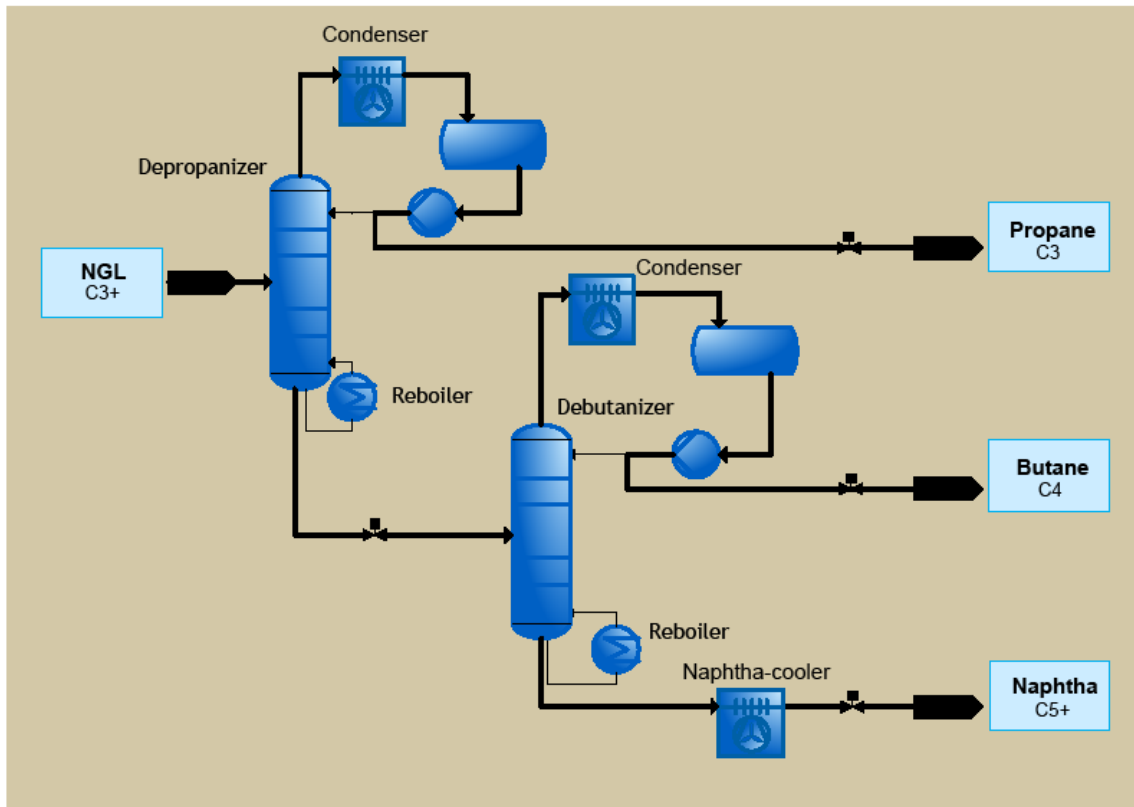 Condenser
Depropanizer
NGL
C3+
Propane
C3
Condenser
Reboiler
Debutanizer
Butane
C4
Reboiler
Naphtha-cooler
Naphtha
C5+